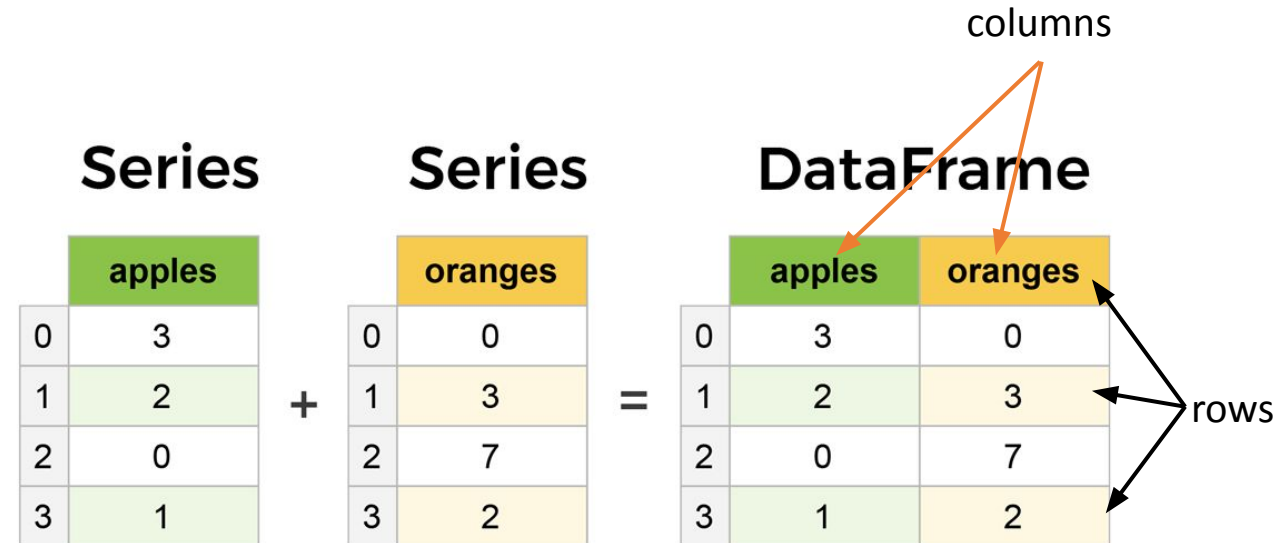 columns
Series Series DataFrame
apples oranges apples oranges
0 3 0 0 0 3 0
1 2 + 1 3 = 1 2 3 rows
2 0 2 7 2 0 7
3 1 3 2 3 1 2